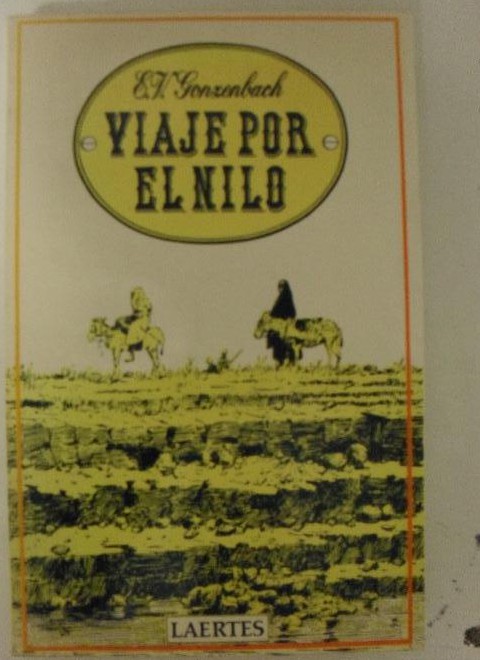 E.V. Gonzenbach
VIAJE POR
EL NILO
LAERTES